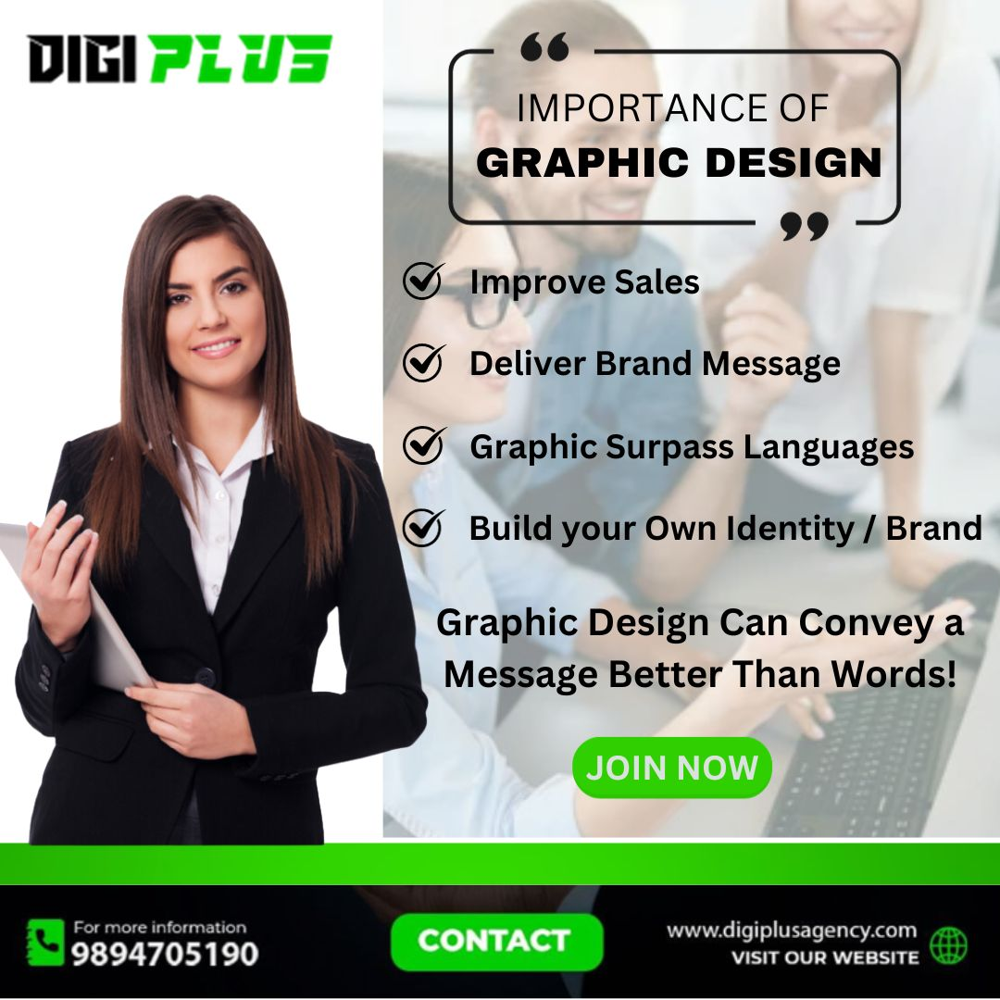 DIGI PLUS
IMPORTANCE OF
GRAPHIC DESIGN
Improve Sales
Deliver Brand Message
Graphic Surpass Languages
Build your Own Identity / Brand
Graphic Design Can Convey a
Message Better Than Words!
JOIN NOW
For more information
9894705190
CONTACT
www.digiplusagency.com
VISIT OUR WEBSITE